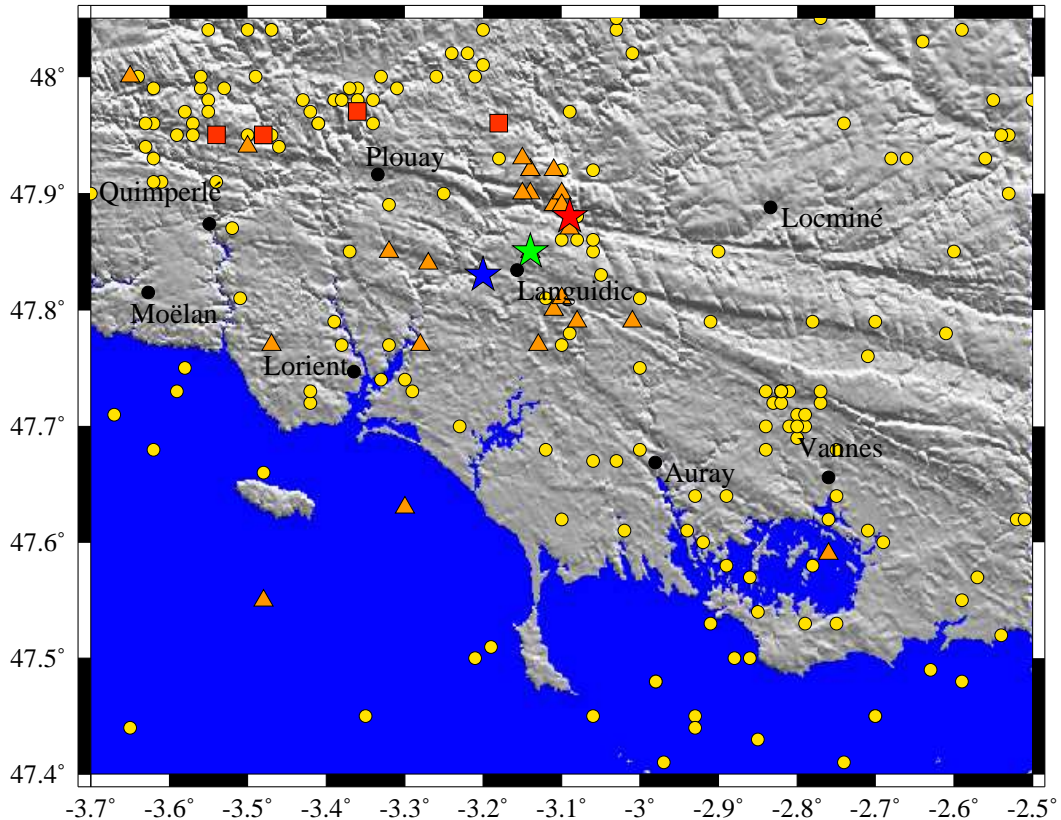 48°
Plouay
47.9°
Quimperlé
Locminé
47.8°
Languidic
Moëlan
Lorient
47.7°
Vannes
Auray
47.6°
47.5°
47.4°
-3.7° -3.6° -3.5° -3.4° -3.3° -3.2° -3.1° -3° -2.9° -2.8° -2.7° -2.6° -2.5°